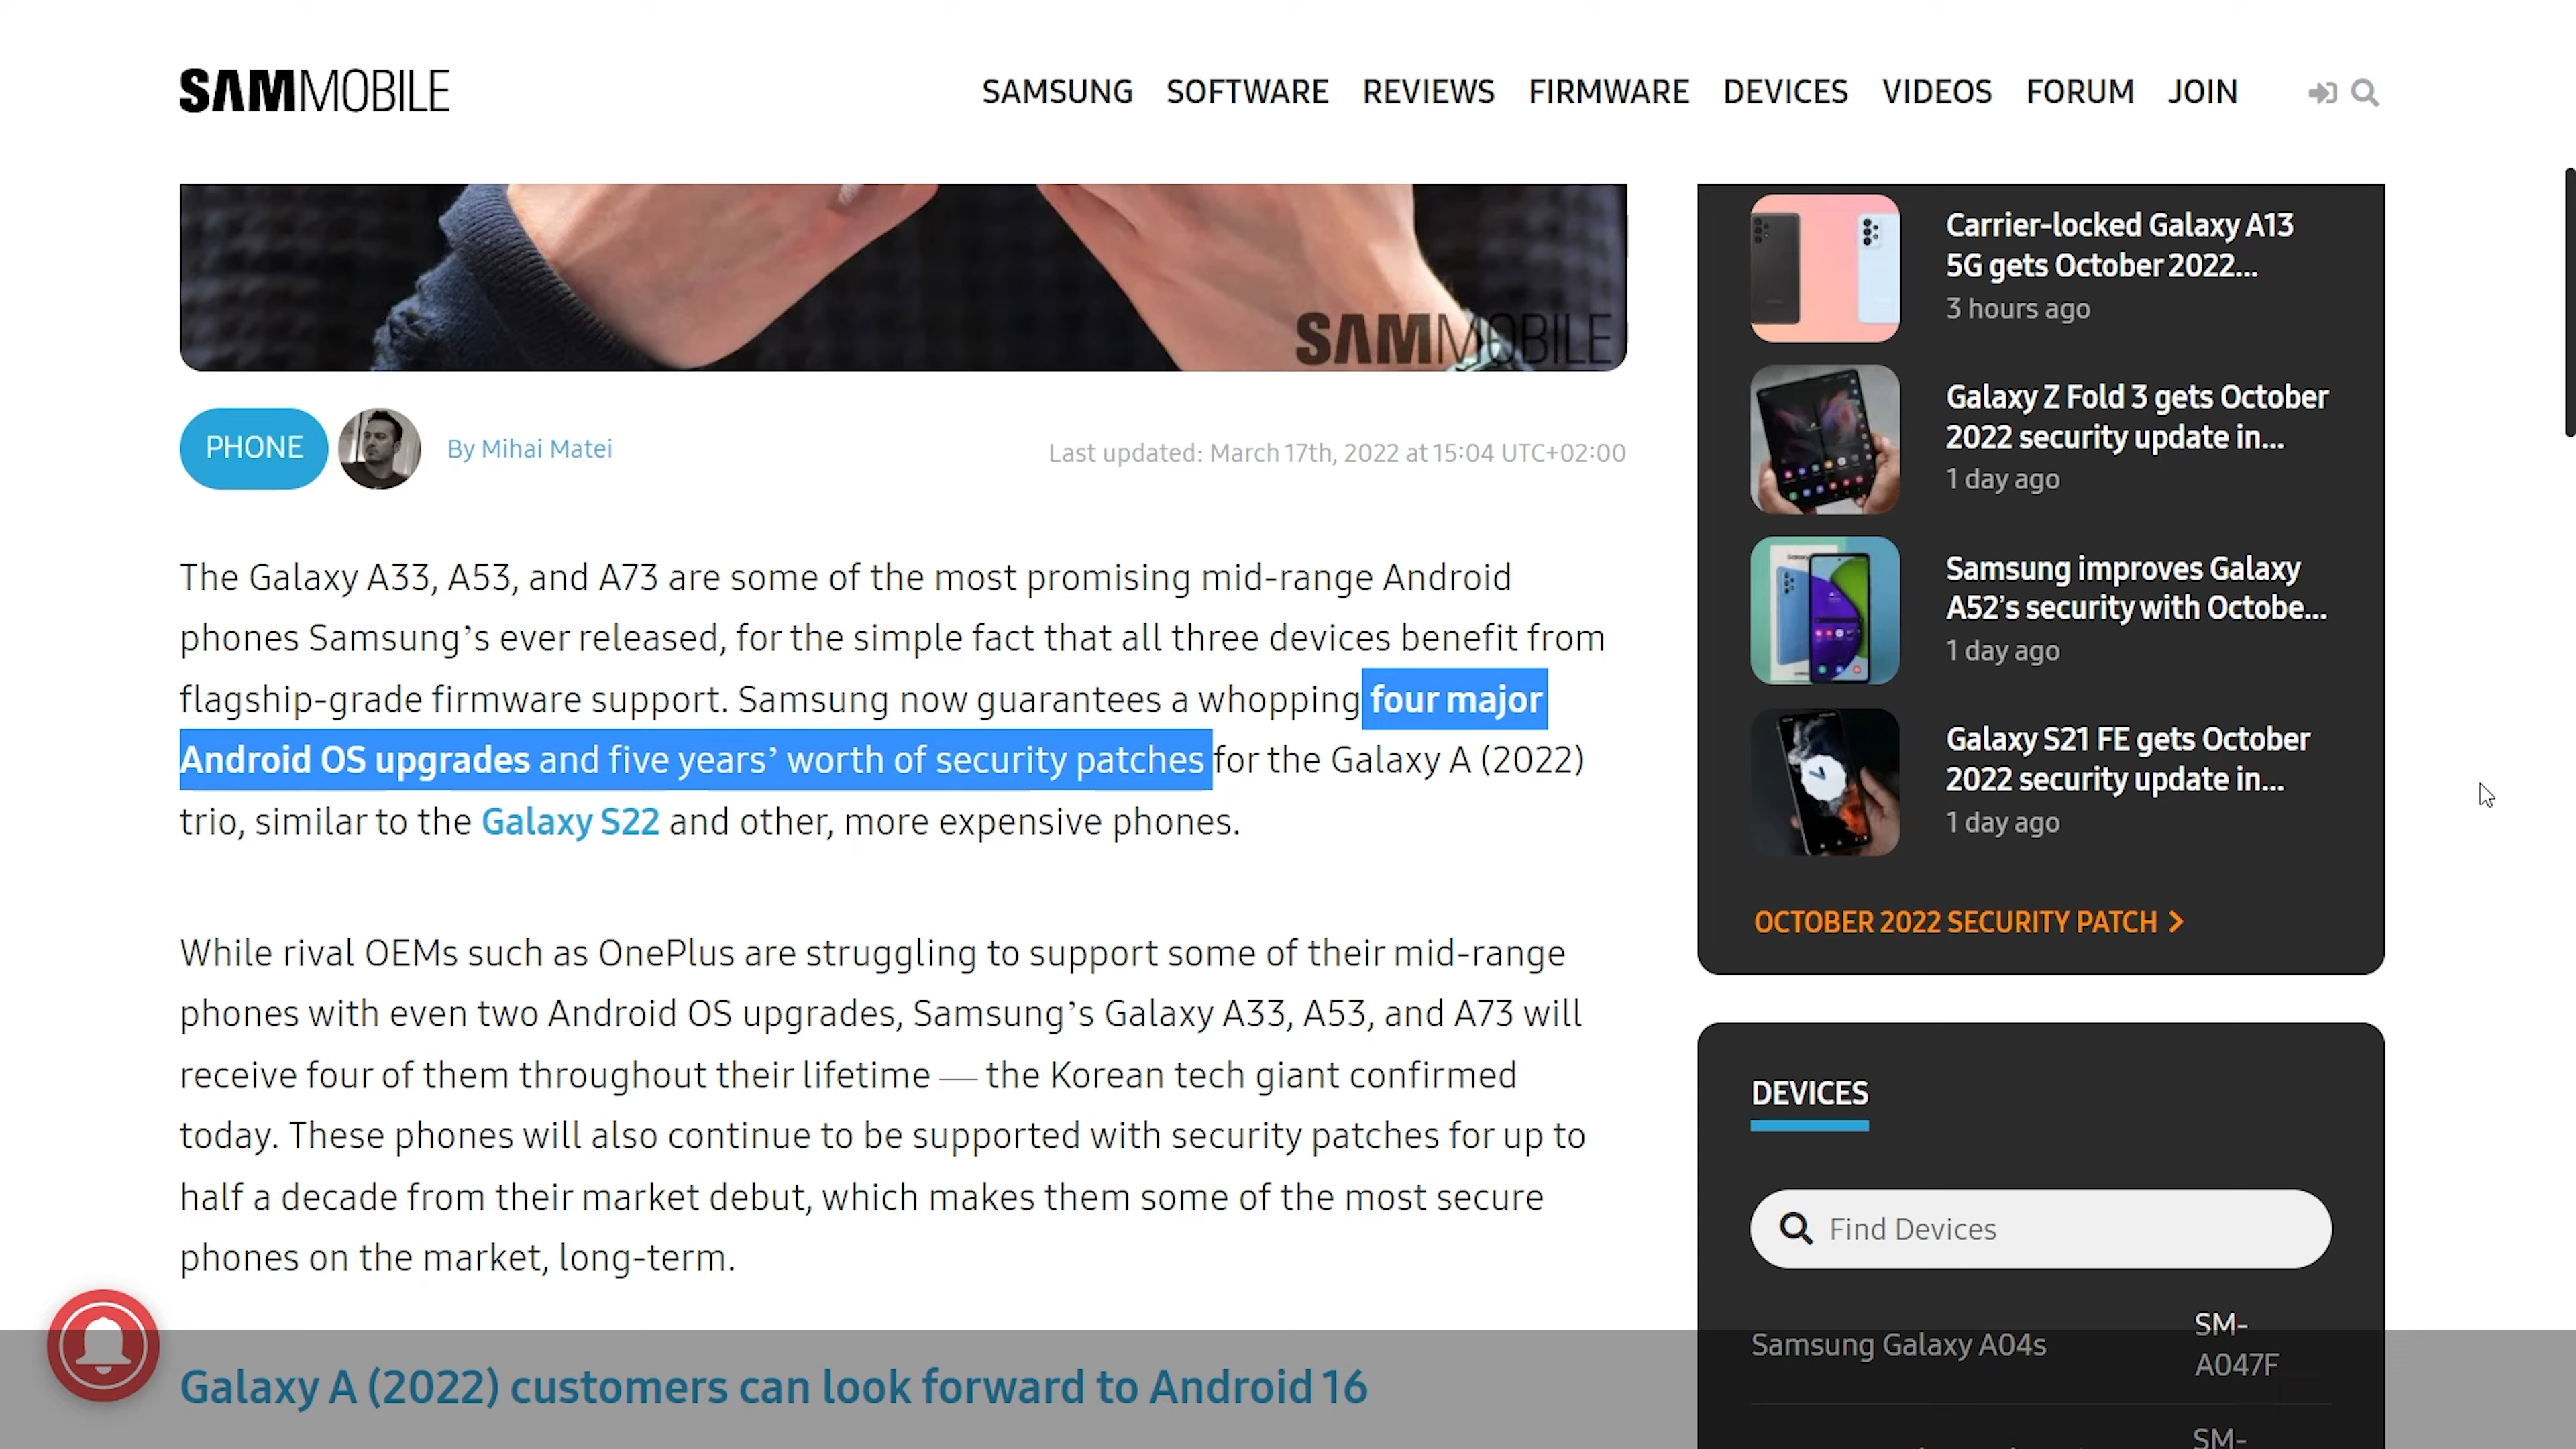 SAMMOBILE
SAMSUNG SOFTWARE REVIEWS FIRMWARE DEVICES VIDEOS FORUM JOIN
SAMMOBILE
PHONE
By Mihai Matei
Last updated: March 17th, 2022 at 15:04 UTC+02:00
The Galaxy A33, A53, and A73 are some of the most promising mid-range Android
phones Samsung’s ever released, for the simple fact that all three devices benefit from
flagship-grade firmware support. Samsung now guarantees a whopping four major
Android OS upgrades and five years’ worth of security patches for the Galaxy A (2022)
trio, similar to the Galaxy S22 and other, more expensive phones.
While rival OEMs such as OnePlus are struggling to support some of their mid-range
phones with even two Android OS upgrades, Samsung’s Galaxy A33, A53, and A73 will
receive four of them throughout their lifetime — the Korean tech giant confirmed
today. These phones will also continue to be supported with security patches for up to
half a decade from their market debut, which makes them some of the most secure
phones on the market, long-term.
Galaxy A (2022) customers can look forward to Android 16
Carrier-locked Galaxy A13
5G gets October 2022...
3 hours ago
Galaxy Z Fold 3 gets October
2022 security update in...
1 day ago
Samsung improves Galaxy
A52’s security with Octobe...
1 day ago
Galaxy S21 FE gets October
2022 security update in...
1 day ago
OCTOBER 2022 SECURITY PATCH
DEVICES
Find Devices
Samsung Galaxy A04s
SM-
A047F
SM-